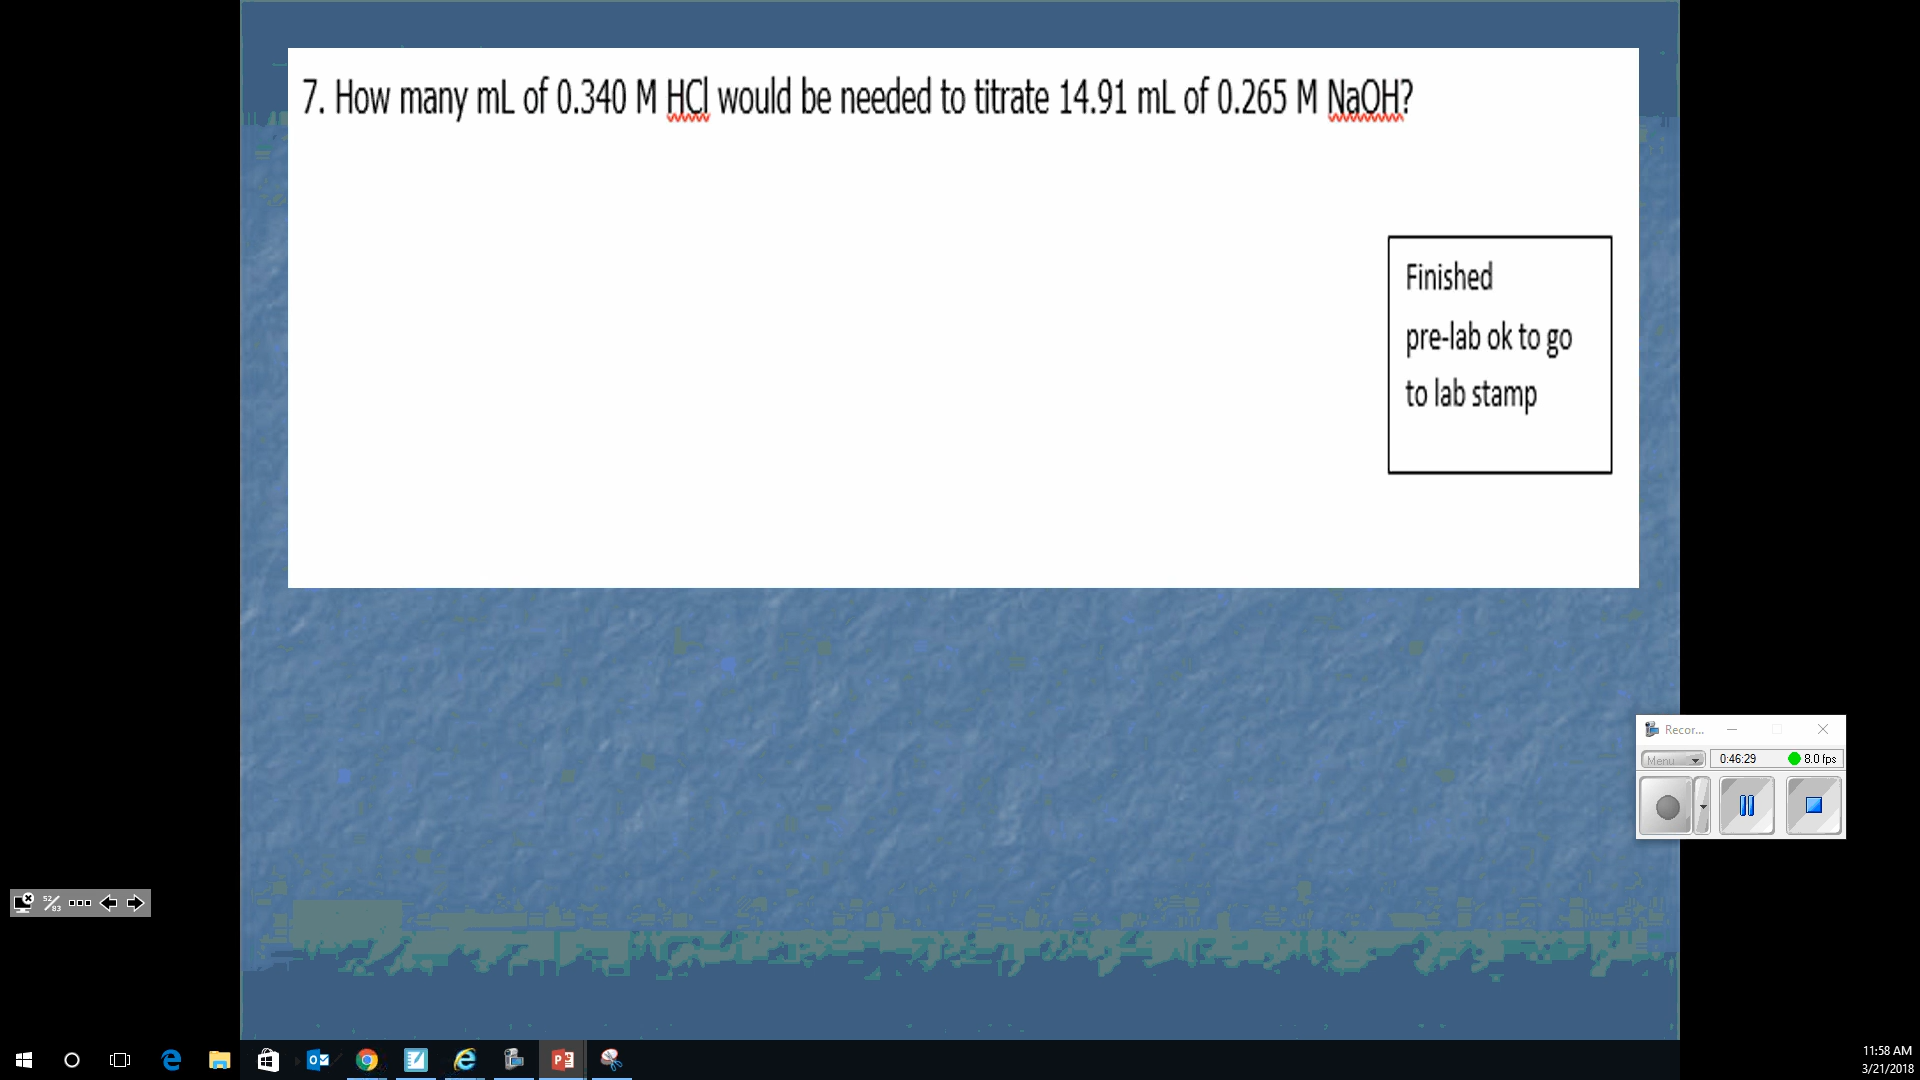 7. How many mL of 0.340 M HCl would be needed to titrate 14.91 mL of 0.265 M NaOH?
Finished
pre-lab ok to go
to lab stamp
Recor...
Menu
0:46:29
8.0 fps
52/83
11:58 AM
3/21/2018